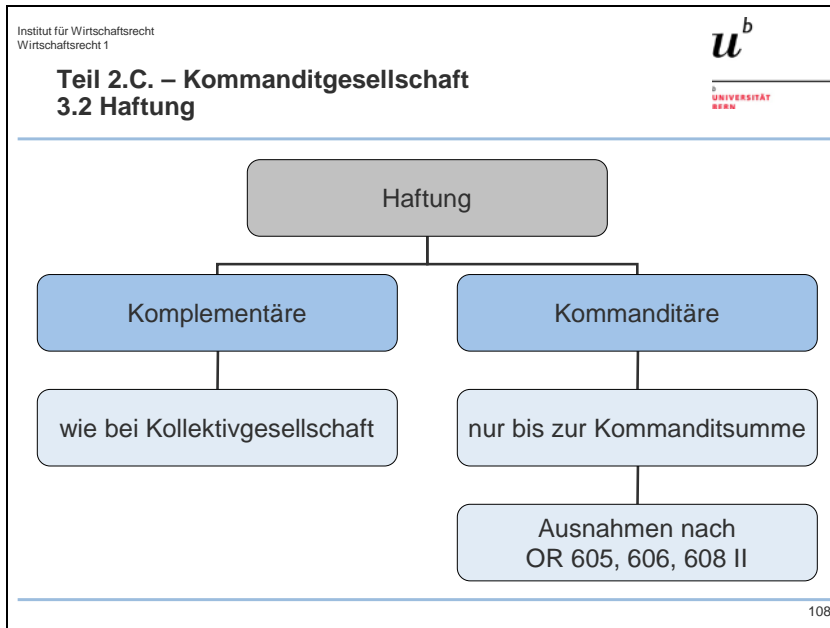 Institut für Wirtschaftsrecht
Wirtschaftsrecht 1
u^b
Teil 2.C. – Kommanditgesellschaft
3.2 Haftung
b
UNIVERSITÄT
BERN
Haftung
Komplementäre
Kommanditäre
wie bei Kollektivgesellschaft
nur bis zur Kommanditsumme
Ausnahmen nach
OR 605, 606, 608 II
108